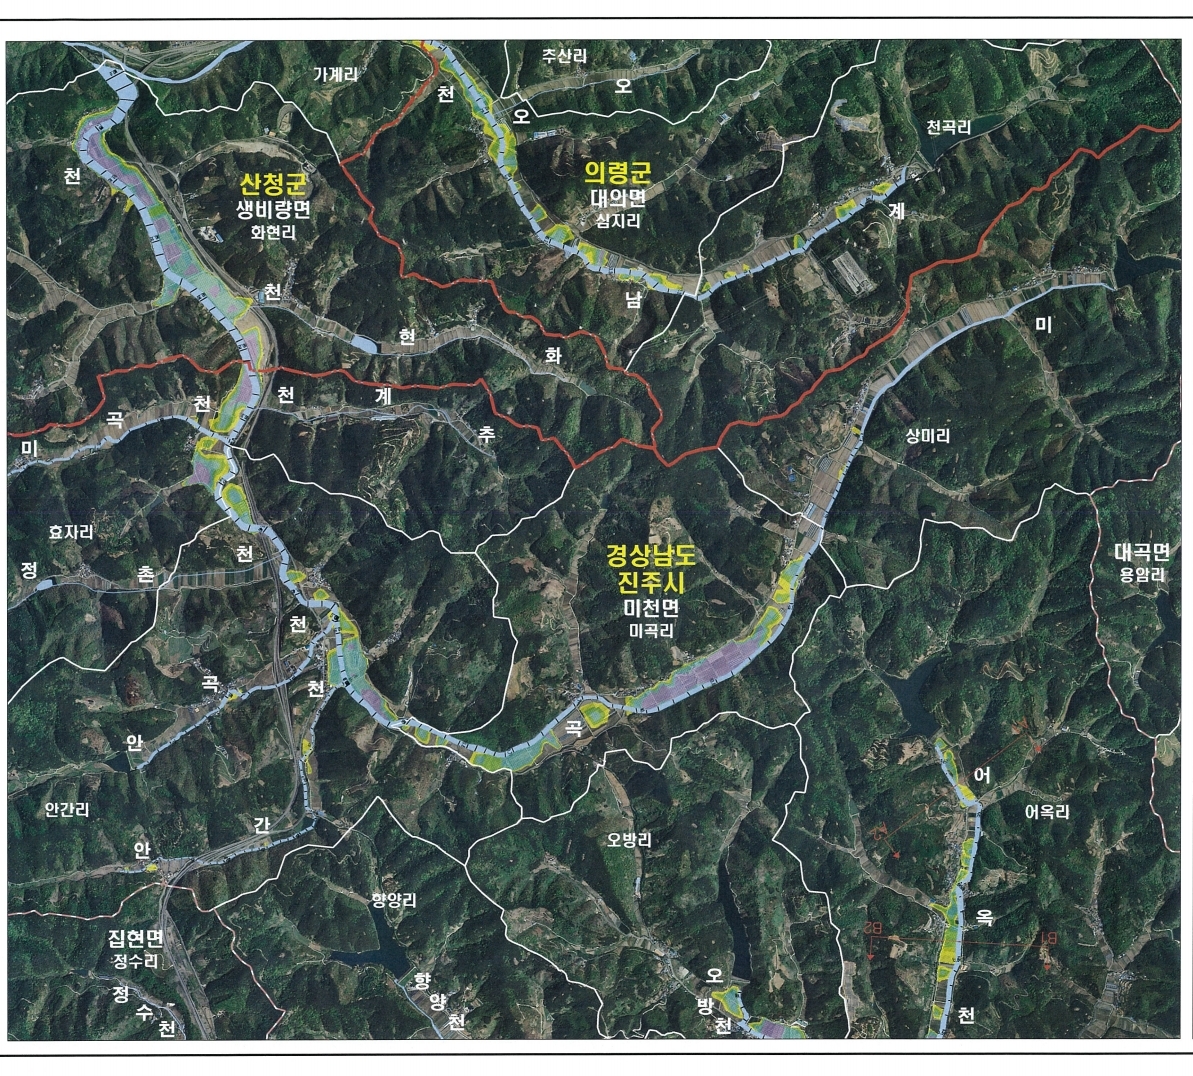 추산리
가계리
천
오
오
천곡리
천
산청군
생비량면
화현리
의령군
대의면
심지리
계
천
남
현
화
미
천
계
천
곡
추
미
상미리
효자리
천
정
촌
경상남도
진주시
미천면
미곡리
대곡면
용암리
천
곡
천
곡
안
어
안간리
어옥리
간
안
오방리
향양리
옥
B2
B1
집현면
정수리
오
향
방
양
정
천
수
천
천
천